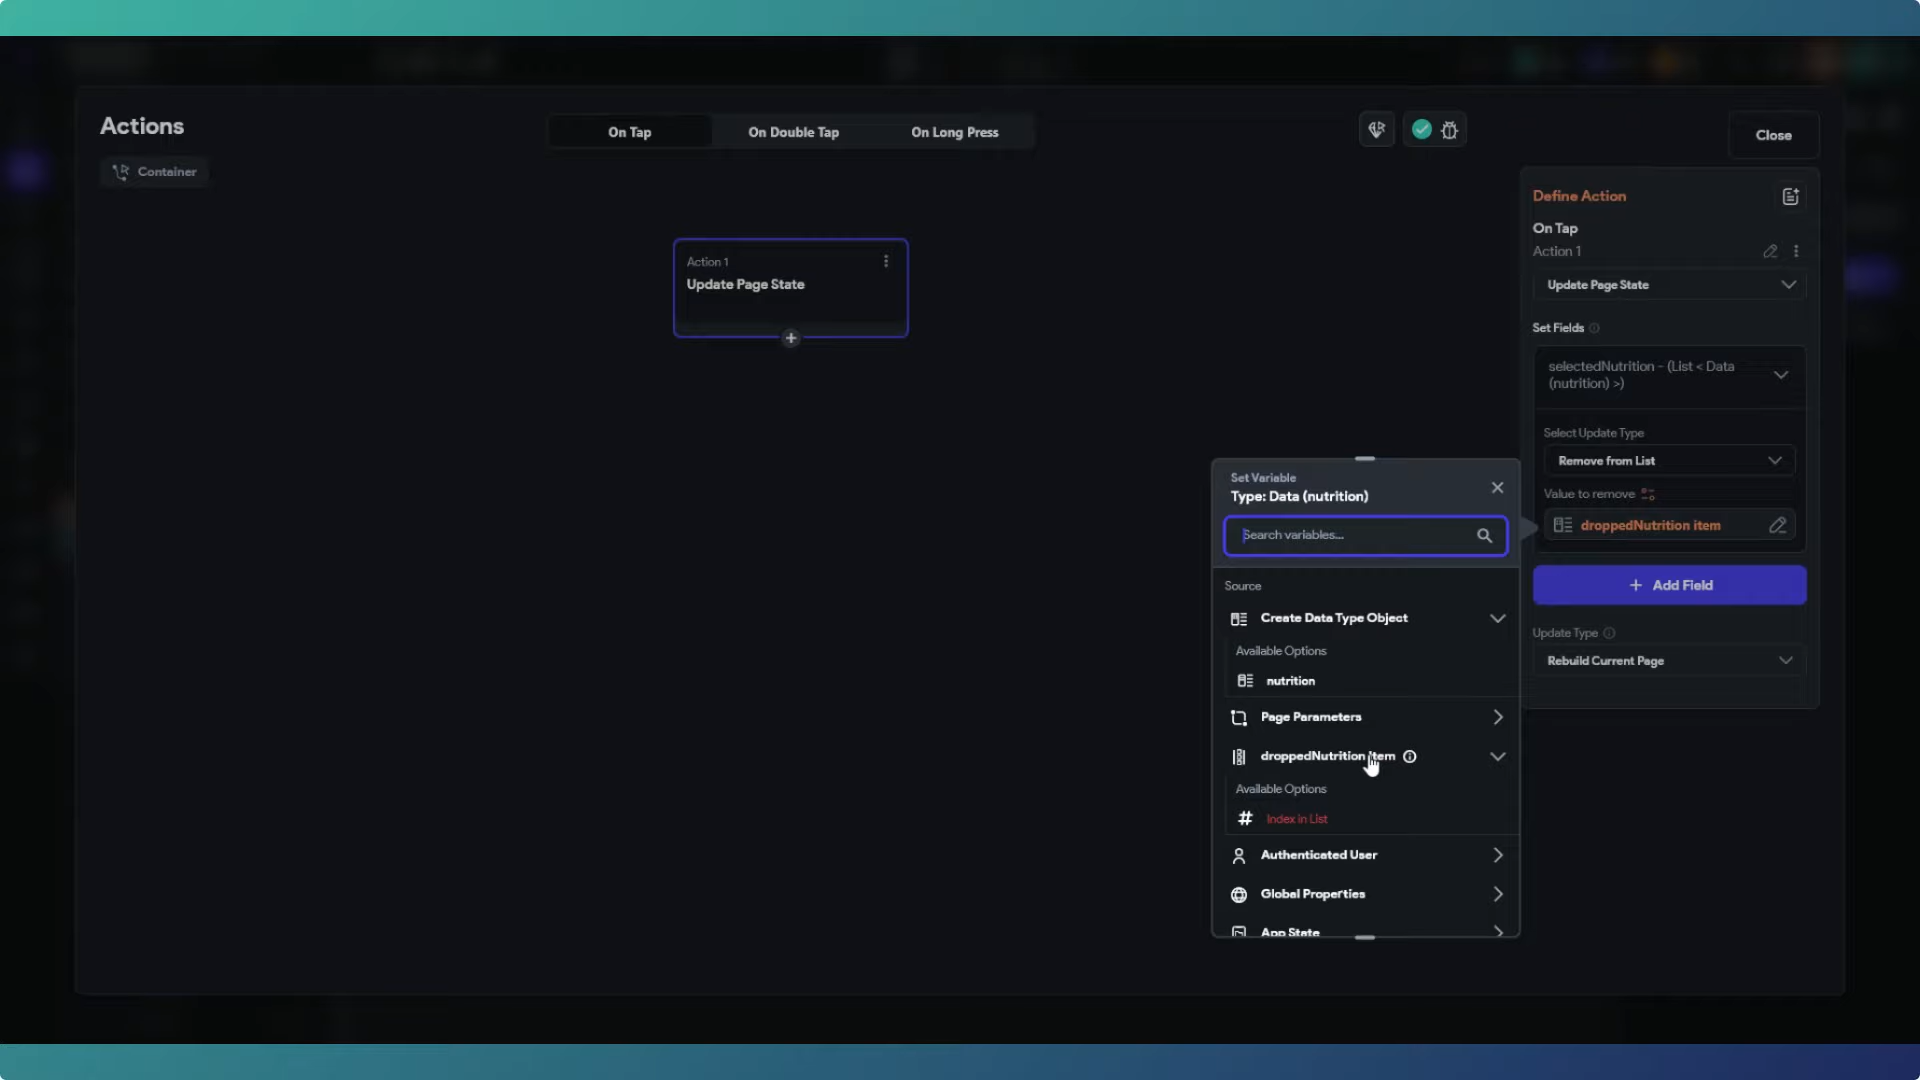 Actions
On Tap
On Double Tap
On Long Press
Close
Container
Define Action
On Tap
Action 1
Update Page State
Action 1
Update Page State
Set Fields
selectedNutrition - (List < Data
(nutrition) >)
Select Update Type
Remove from List
Value to remove
droppedNutrition item
Add Field
Update Type
Rebuild Current Page
Set Variable
Type: Data (nutrition)
Search variables...
Source
Create Data Type Object
Available Options
nutrition
Page Parameters
droppedNutrition item
Available Options
Index in List
Authenticated User
Global Properties
App State